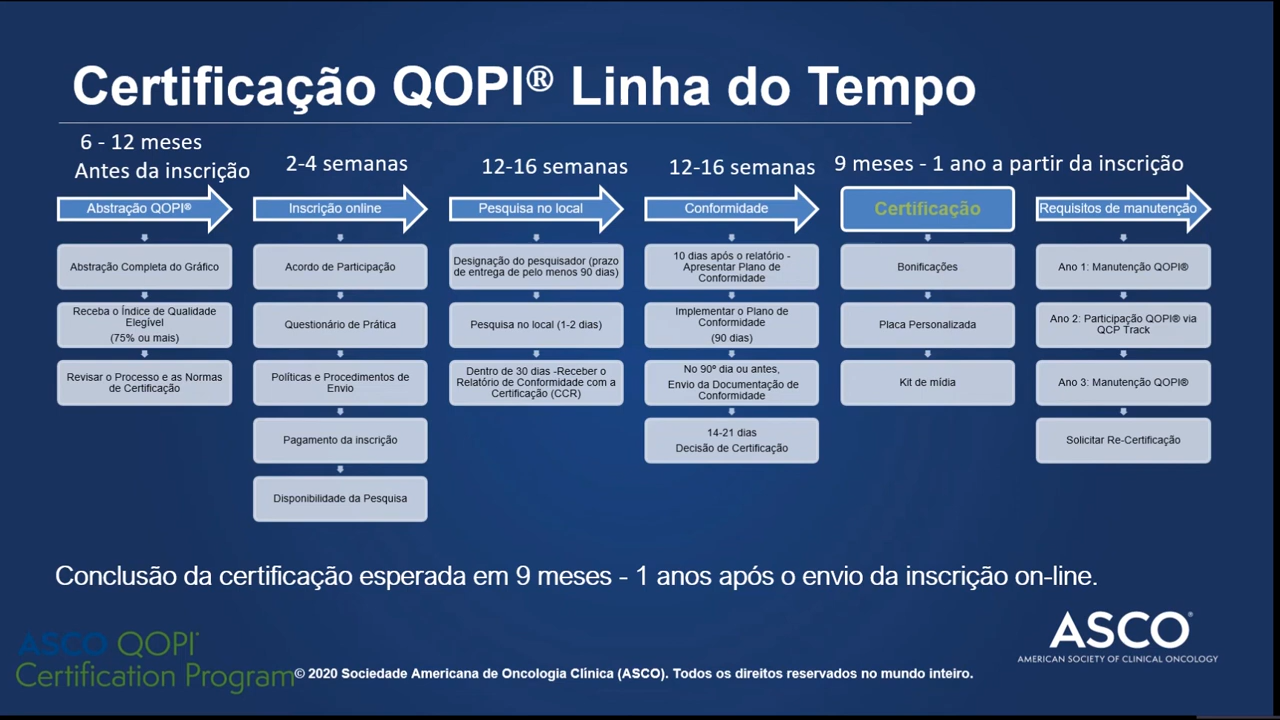 Certificação QOPI® Linha do Tempo
6 - 12 meses
Antes da inscrição
2-4 semanas
12-16 semanas
12-16 semanas
9 meses - 1 ano a partir da inscrição
Abstração QOPI®
Inscrição online
Pesquisa no local
Conformidade
Certificação
Requisitos de manutenção
Abstração Completa do Gráfico
Receba o Índice de Qualidade
Elegível
(75% ou mais)
Revisar o Processo e as Normas
de Certificação
Acordo de Participação
Questionário de Prática
Políticas e Procedimentos de
Envio
Pagamento da inscrição
Disponibilidade da Pesquisa
Designação do pesquisador (prazo
de entrega de pelo menos 90 dias)
Pesquisa no local (1-2 dias)
Dentro de 30 dias -Receber o
Relatório de Conformidade com a
Certificação (CCR)
10 dias após o relatório -
Apresentar Plano de
Conformidade
Implementar o Plano de
Conformidade
(90 dias)
No 90º dia ou antes,
Envio da Documentação de
Conformidade
14-21 dias
Decisão de Certificação
Bonificações
Placa Personalizada
Kit de mídia
Ano 1: Manutenção QOPI®
Ano 2: Participação QOPI® via
QCP Track
Ano 3: Manutenção QOPI®
Solicitar Re-Certificação
Conclusão da certificação esperada em 9 meses - 1 anos após o envio da inscrição on-line.
ASCO QOPI®
Certification Program
© 2020 Sociedade Americana de Oncologia Clínica (ASCO). Todos os direitos reservados no mundo inteiro.
ASCO®
AMERICAN SOCIETY OF CLINICAL ONCOLOGY